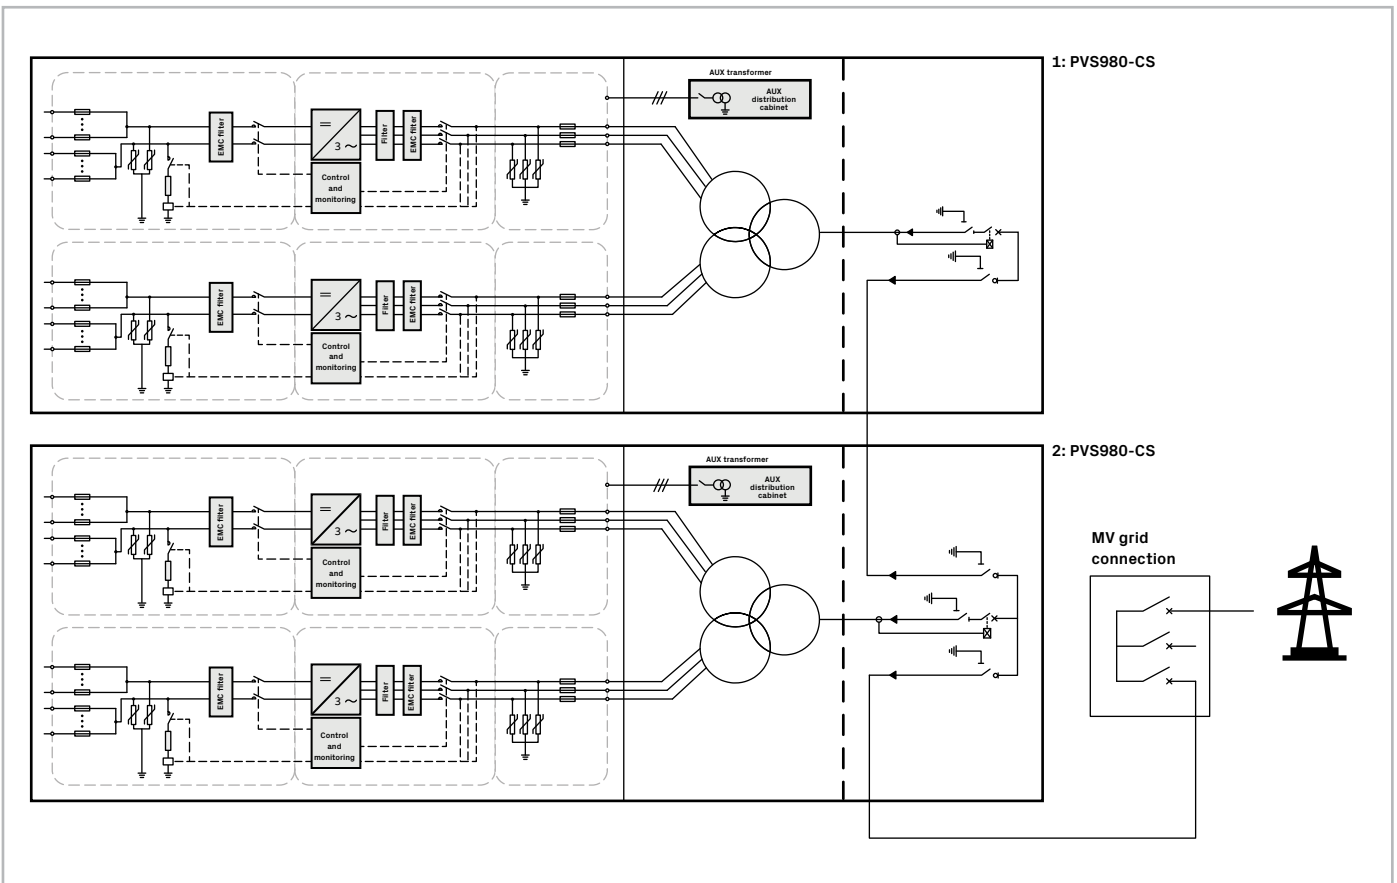 1: PVS980-CS
AUX transformer
AUX
distribution
cabinet
EMC filter
3
Filter
EMC filter
Control
and
monitoring
EMC filter
3
Filter
EMC filter
Control
and
monitoring
2: PVS980-CS
AUX transformer
AUX
distribution
cabinet
EMC filter
3
Filter
EMC filter
Control
and
monitoring
MV grid
connection
EMC filter
3
Filter
EMC filter
Control
and
monitoring